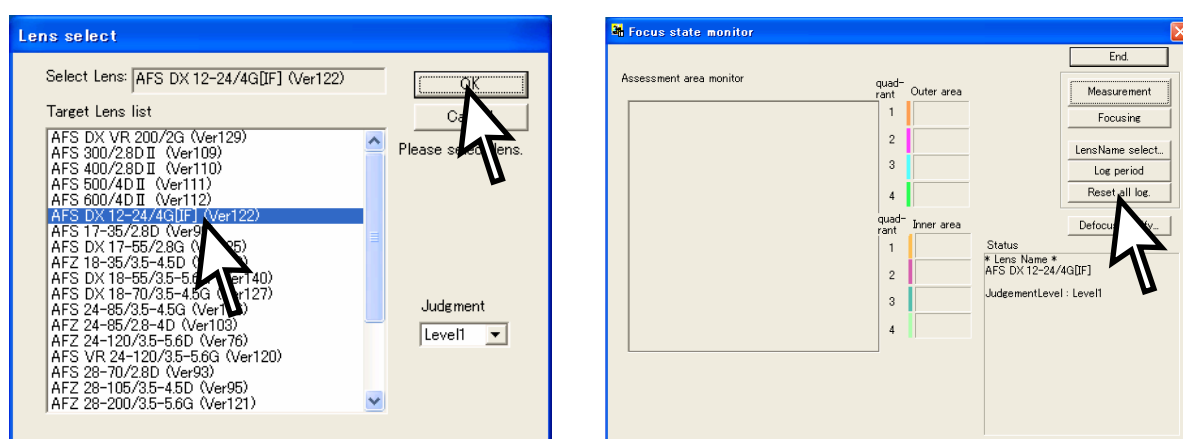 Lens select
Select Lens: AFS DX 12-24/4G[IF] (Ver122)
OK
Target Lens list
Please select lens.
AFS DX VR 200/2G (Ver129)
AFS 300/2.8D II (Ver109)
AFS 400/2.8D II (Ver110)
AFS 500/4D II (Ver111)
AFS 600/4D II (Ver112)
AFS DX 12-24/4G[IF] (Ver122)
AFS 17-35/2.8D
AFS DX 17-55/2.8G
AFZ 18-35/3.5-4.5D
AFS DX 18-55/3.5-5.6G
AFS DX 18-70/3.5-4.5G (Ver127)
AFS 24-85/3.5-4.5G
AFZ 24-85/2.8-4D (Ver103)
AFZ 24-120/3.5-5.6D (Ver76)
AFS VR 24-120/3.5-5.6G (Ver120)
AFS 28-70/2.8D (Ver93)
AFZ 28-105/3.5-4.5D (Ver95)
AFZ 28-200/3.5-5.6G (Ver121)
Judgment
Level1
Focus state monitor
End.
Assessment area monitor
quad-
rant
Outer area
1
2
3
4
quad-
rant
Inner area
1
2
3
4
Measurement
Focusing
LensName select...
Log period
Reset all log.
Status
* Lens Name *
AFS DX 12-24/4G[IF]
JudgementLevel : Level1